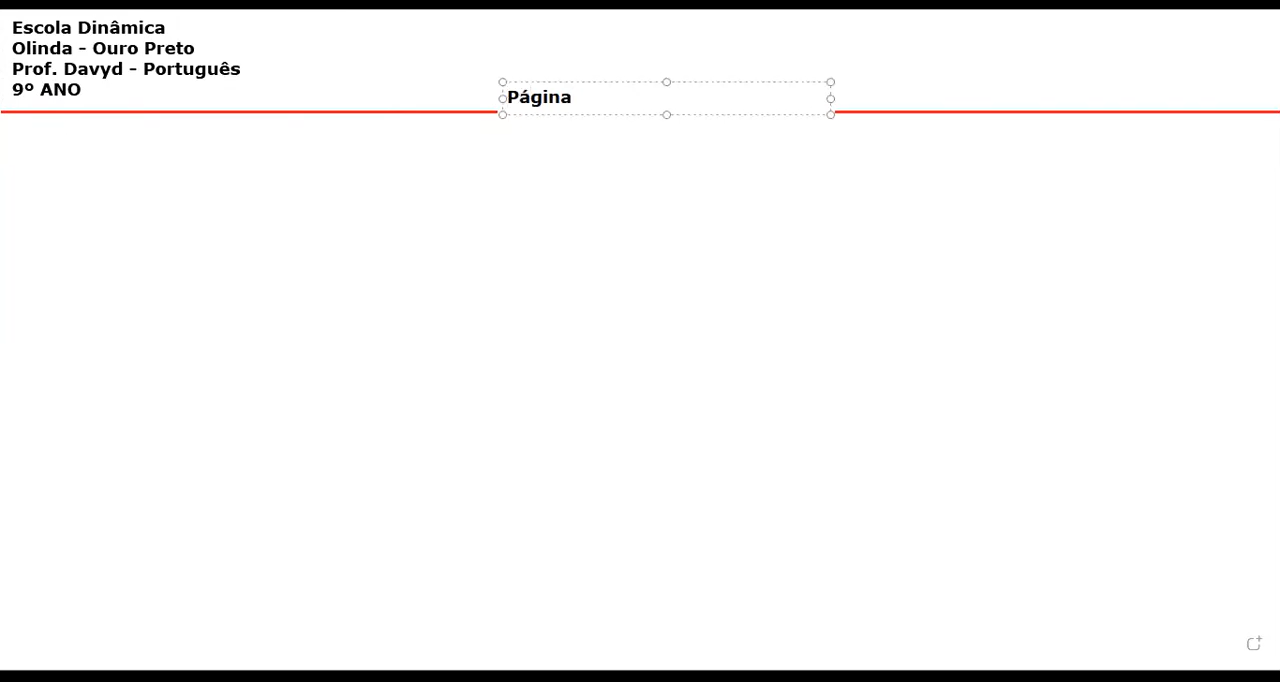 Escola Dinâmica
Olinda - Ouro Preto
Prof. Davyd - Português
9º ANO
Página